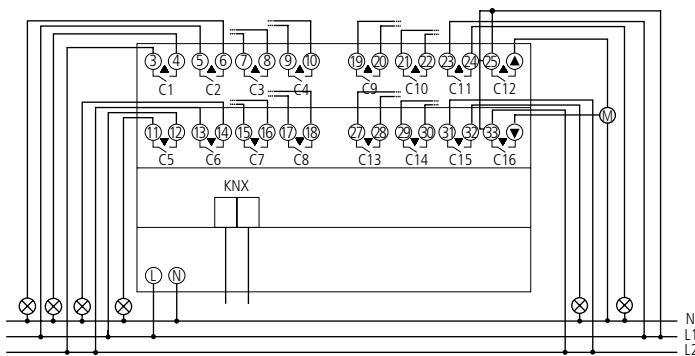 3 4 5 6 7 8 9 10 19 20 21 22 23 24 25
C1 C2 C3 C4 C9 C10 C11 C12
11 12 13 14 15 16 17 18 27 28 29 30 31 32 33 M
C5 C6 C7 C8 C13 C14 C15 C16
KNX
L N
N
L1
L2